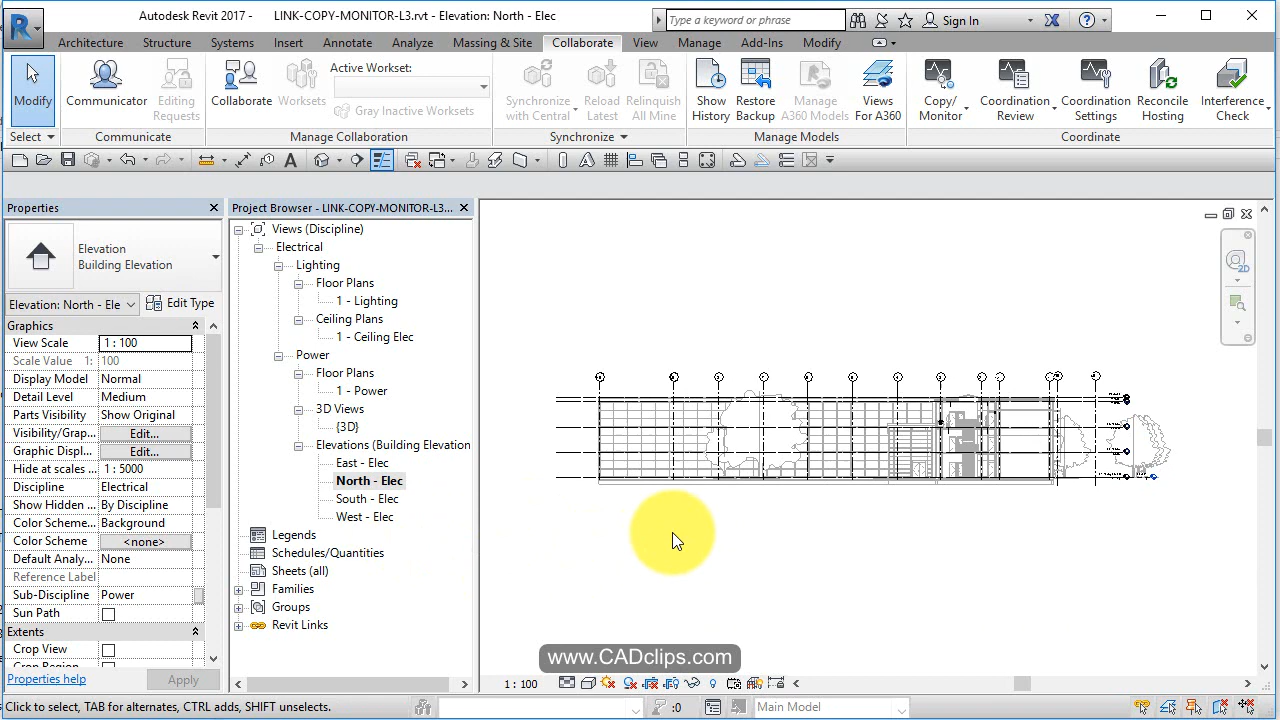 Autodesk Revit 2017 - LINK-COPY-MONITOR-L3.rvt - Elevation: North - Elec
Type a keyword or phrase
Sign In
Architecture Structure Systems Insert Annotate Analyze Massing & Site Collaborate View Manage Add-Ins Modify
Modify
Communicator
Editing
Requests
Collaborate
Worksets
Active Workset:
Gray Inactive Worksets
Synchronize
with Central
Reload
Latest
Relinquish
All Mine
Show
History
Restore
Backup
Manage
A360 Models
Views
For A360
Copy/
Monitor
Coordination
Review
Coordination
Settings
Reconcile
Hosting
Interference
Check
Select
Communicate
Manage Collaboration
Synchronize
Manage Models
Coordinate
Properties
Elevation
Building Elevation
Elevation: North - Ele
Edit Type
Graphics
View Scale 1 : 100
Scale Value 1: 100
Display Model Normal
Detail Level Medium
Parts Visibility Show Original
Visibility/Grap... Edit...
Graphic Displ... Edit...
Hide at scales ... 1 : 5000
Discipline Electrical
Show Hidden ... By Discipline
Color Scheme... Background
Color Scheme <none>
Default Analy... None
Reference Label
Sub-Discipline Power
Sun Path
Extents
Crop View
Crop Region
Properties help
Apply
Project Browser - LINK-COPY-MONITOR-L3...
Views (Discipline)
Electrical
Lighting
Floor Plans
1 - Lighting
Ceiling Plans
1 - Ceiling Elec
Power
Floor Plans
1 - Power
3D Views
{3D}
Elevations (Building Elevation
East - Elec
North - Elec
South - Elec
West - Elec
Legends
Schedules/Quantities
Sheets (all)
Families
Groups
Revit Links
2D
www.CADclips.com
1 : 100
Click to select, TAB for alternates, CTRL adds, SHIFT unselects.
:0
Main Model